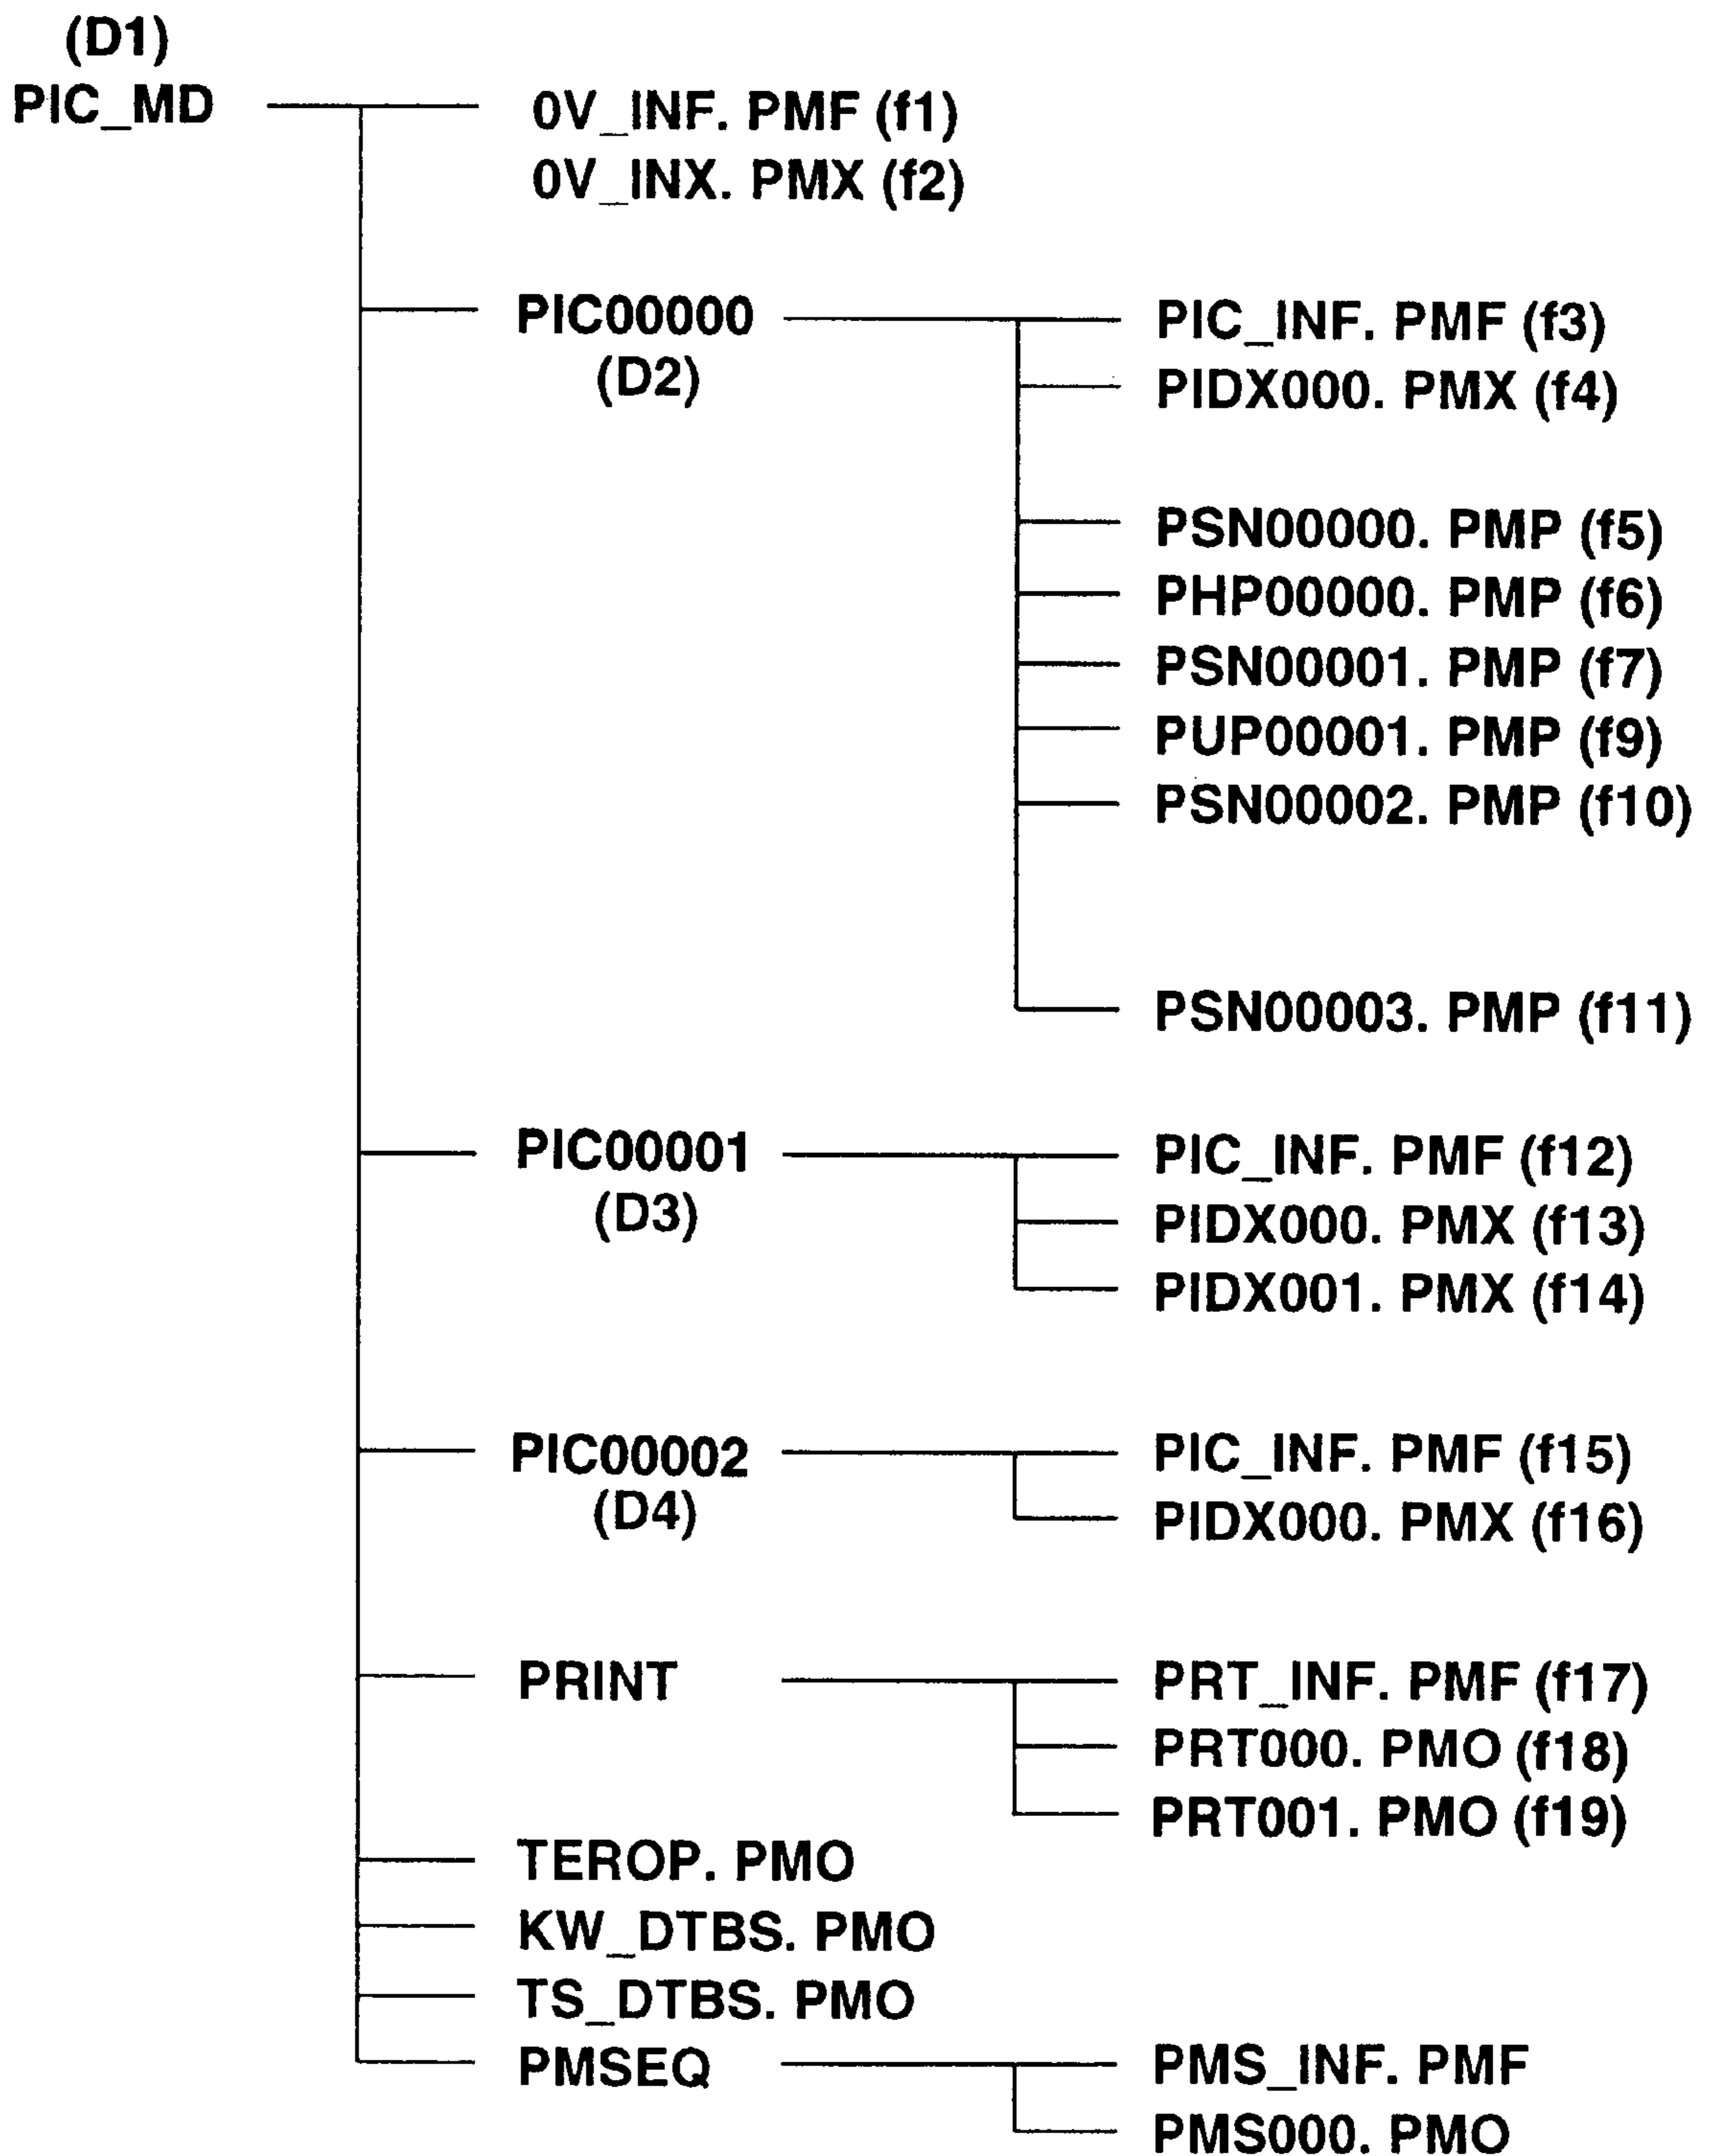 (D1)
PIC_MD
0V_INF. PMF (f1)
0V_INX. PMX (f2)
PIC00000
(D2)
PIC_INF. PMF (f3)
PIDX000. PMX (f4)
PSN00000. PMP (f5)
PHP00000. PMP (f6)
PSN00001. PMP (f7)
PUP00001. PMP (f9)
PSN00002. PMP (f10)
PSN00003. PMP (f11)
PIC00001
(D3)
PIC_INF. PMF (f12)
PIDX000. PMX (f13)
PIDX001. PMX (f14)
PIC00002
(D4)
PIC_INF. PMF (f15)
PIDX000. PMX (f16)
PRINT
PRT_INF. PMF (f17)
PRT000. PMO (f18)
PRT001. PMO (f19)
TEROP. PMO
KW_DTBS. PMO
TS_DTBS. PMO
PMSEQ
PMS_INF. PMF
PMS000. PMO